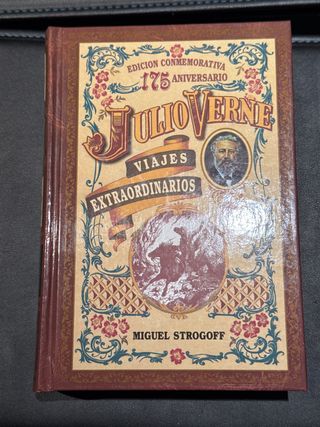 EDICION CONMEMORATIVA
175 ANIVERSARIO
JULIO VERNE
VIAJES
EXTRAORDINARIOS
MIGUEL STROGOFF